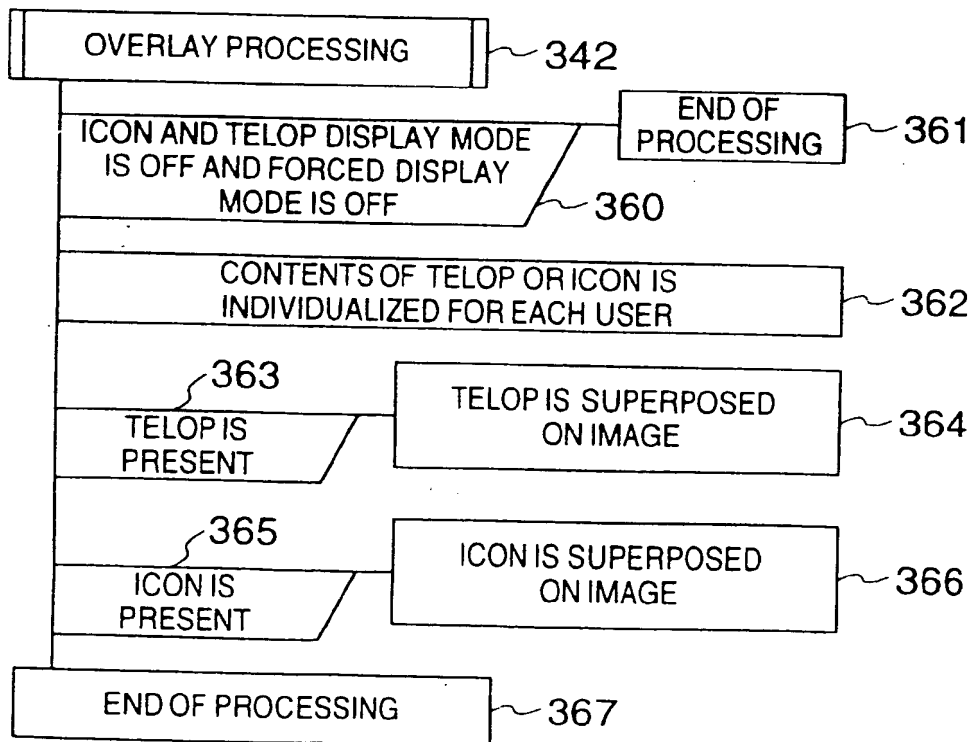 OVERLAY PROCESSING
342
ICON AND TELOP DISPLAY MODE
IS OFF AND FORCED DISPLAY
MODE IS OFF
360
END OF
PROCESSING
361
CONTENTS OF TELOP OR ICON IS
INDIVIDUALIZED FOR EACH USER
362
363
TELOP IS
PRESENT
TELOP IS SUPERPOSED
ON IMAGE
364
365
ICON IS
PRESENT
ICON IS SUPERPOSED
ON IMAGE
366
END OF PROCESSING
367